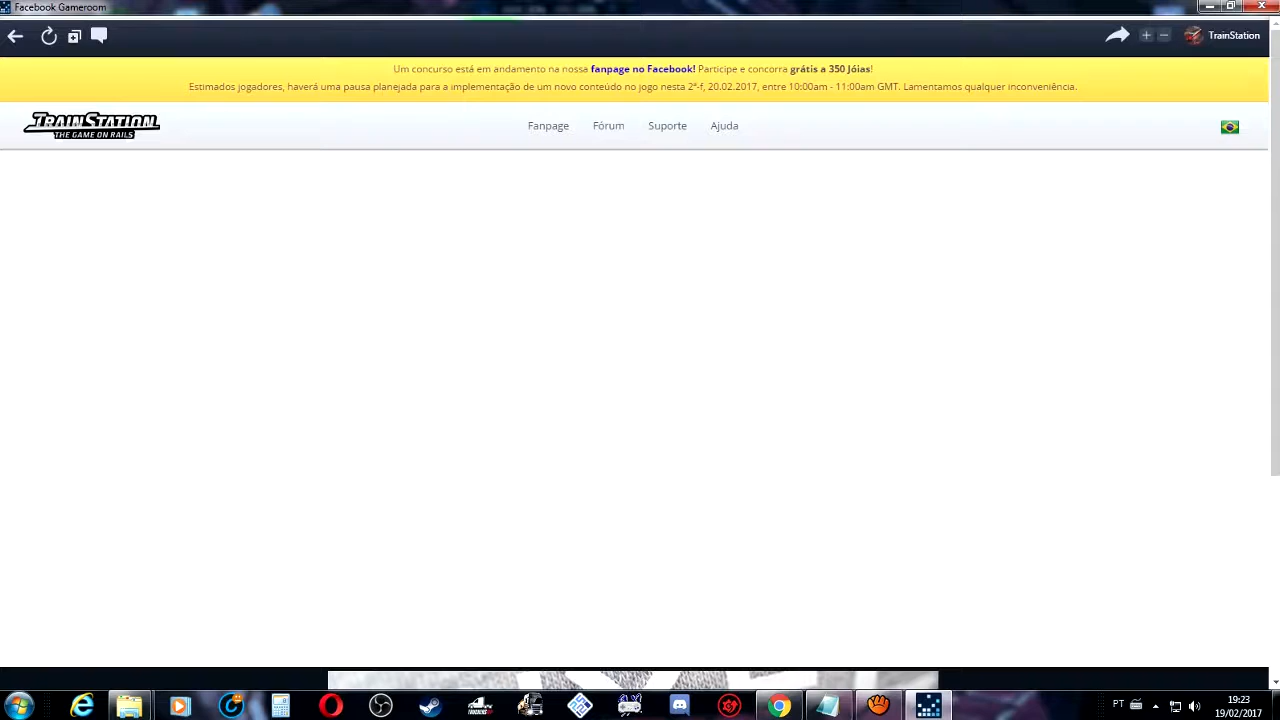 Facebook Gameroom
TrainStation
Um concurso está em andamento na nossa fanpage no Facebook! Participe e concorra grátis a 350 Jóias!
Estimados jogadores, haverá uma pausa planejada para a implementação de um novo conteúdo no jogo nesta 2ª-f, 20.02.2017, entre 10:00am - 11:00am GMT. Lamentamos qualquer inconveniência.
TRAINSTATION
THE GAME ON RAILS
Fanpage Fórum Suporte Ajuda
PT
19:23
19/02/2017